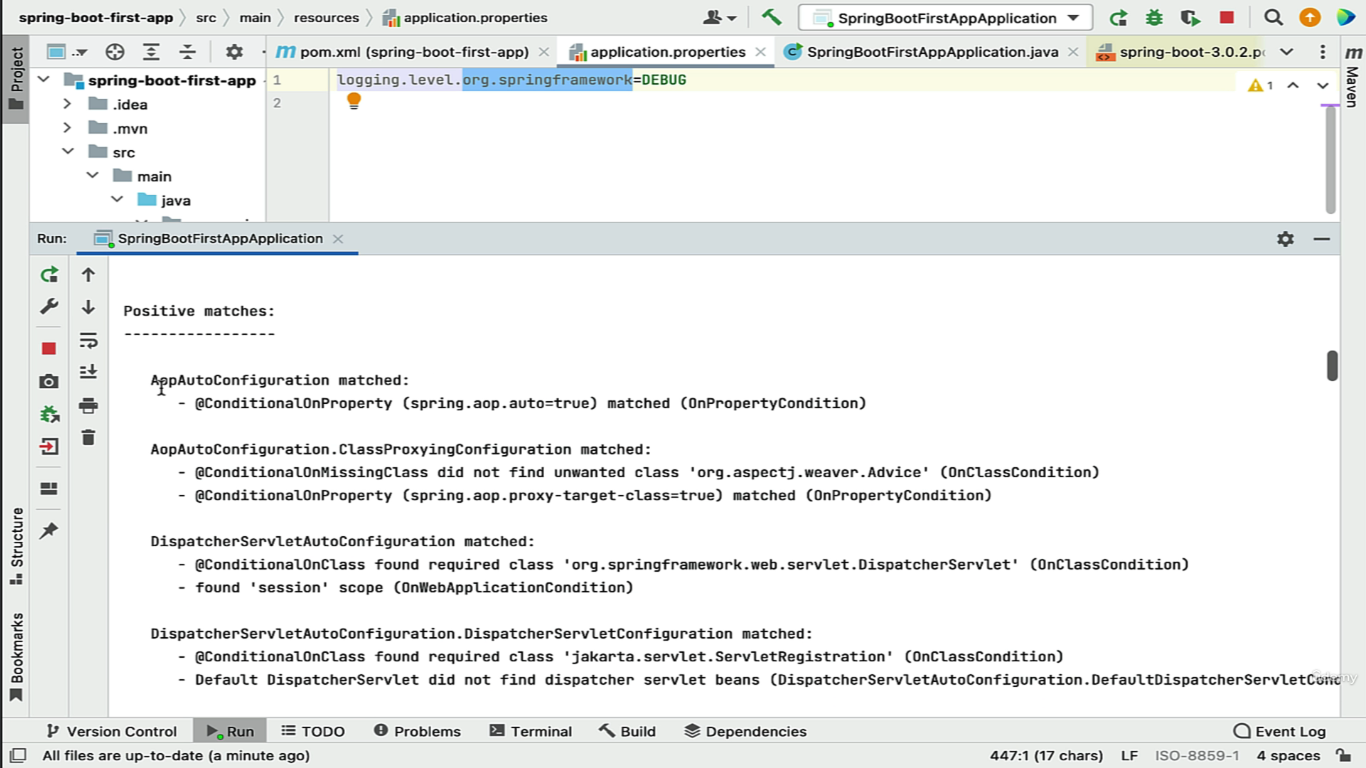 spring-boot-first-app > src > main > resources > application.properties
SpringBootFirstAppApplication
Project
pom.xml (spring-boot-first-app)
application.properties
SpringBootFirstAppApplication.java
spring-boot-3.0.2.p
Maven
spring-boot-first-app
.idea
.mvn
src
main
java
1 logging.level.org.springframework=DEBUG
2
1
Run: SpringBootFirstAppApplication
Positive matches:
-----------------
AopAutoConfiguration matched:
- @ConditionalOnProperty (spring.aop.auto=true) matched (OnPropertyCondition)
AopAutoConfiguration.ClassProxyingConfiguration matched:
- @ConditionalOnMissingClass did not find unwanted class 'org.aspectj.weaver.Advice' (OnClassCondition)
- @ConditionalOnProperty (spring.aop.proxy-target-class=true) matched (OnPropertyCondition)
DispatcherServletAutoConfiguration matched:
- @ConditionalOnClass found required class 'org.springframework.web.servlet.DispatcherServlet' (OnClassCondition)
- found 'session' scope (OnWebApplicationCondition)
DispatcherServletAutoConfiguration.DispatcherServletConfiguration matched:
- @ConditionalOnClass found required class 'jakarta.servlet.ServletRegistration' (OnClassCondition)
- Default DispatcherServlet did not find dispatcher servlet beans (DispatcherServletAutoConfiguration.DefaultDispatcherServletCond
Udemy
Structure
Bookmarks
Version Control
Run
TODO
Problems
Terminal
Build
Dependencies
Event Log
All files are up-to-date (a minute ago)
447:1 (17 chars)
LF
ISO-8859-1
4 spaces